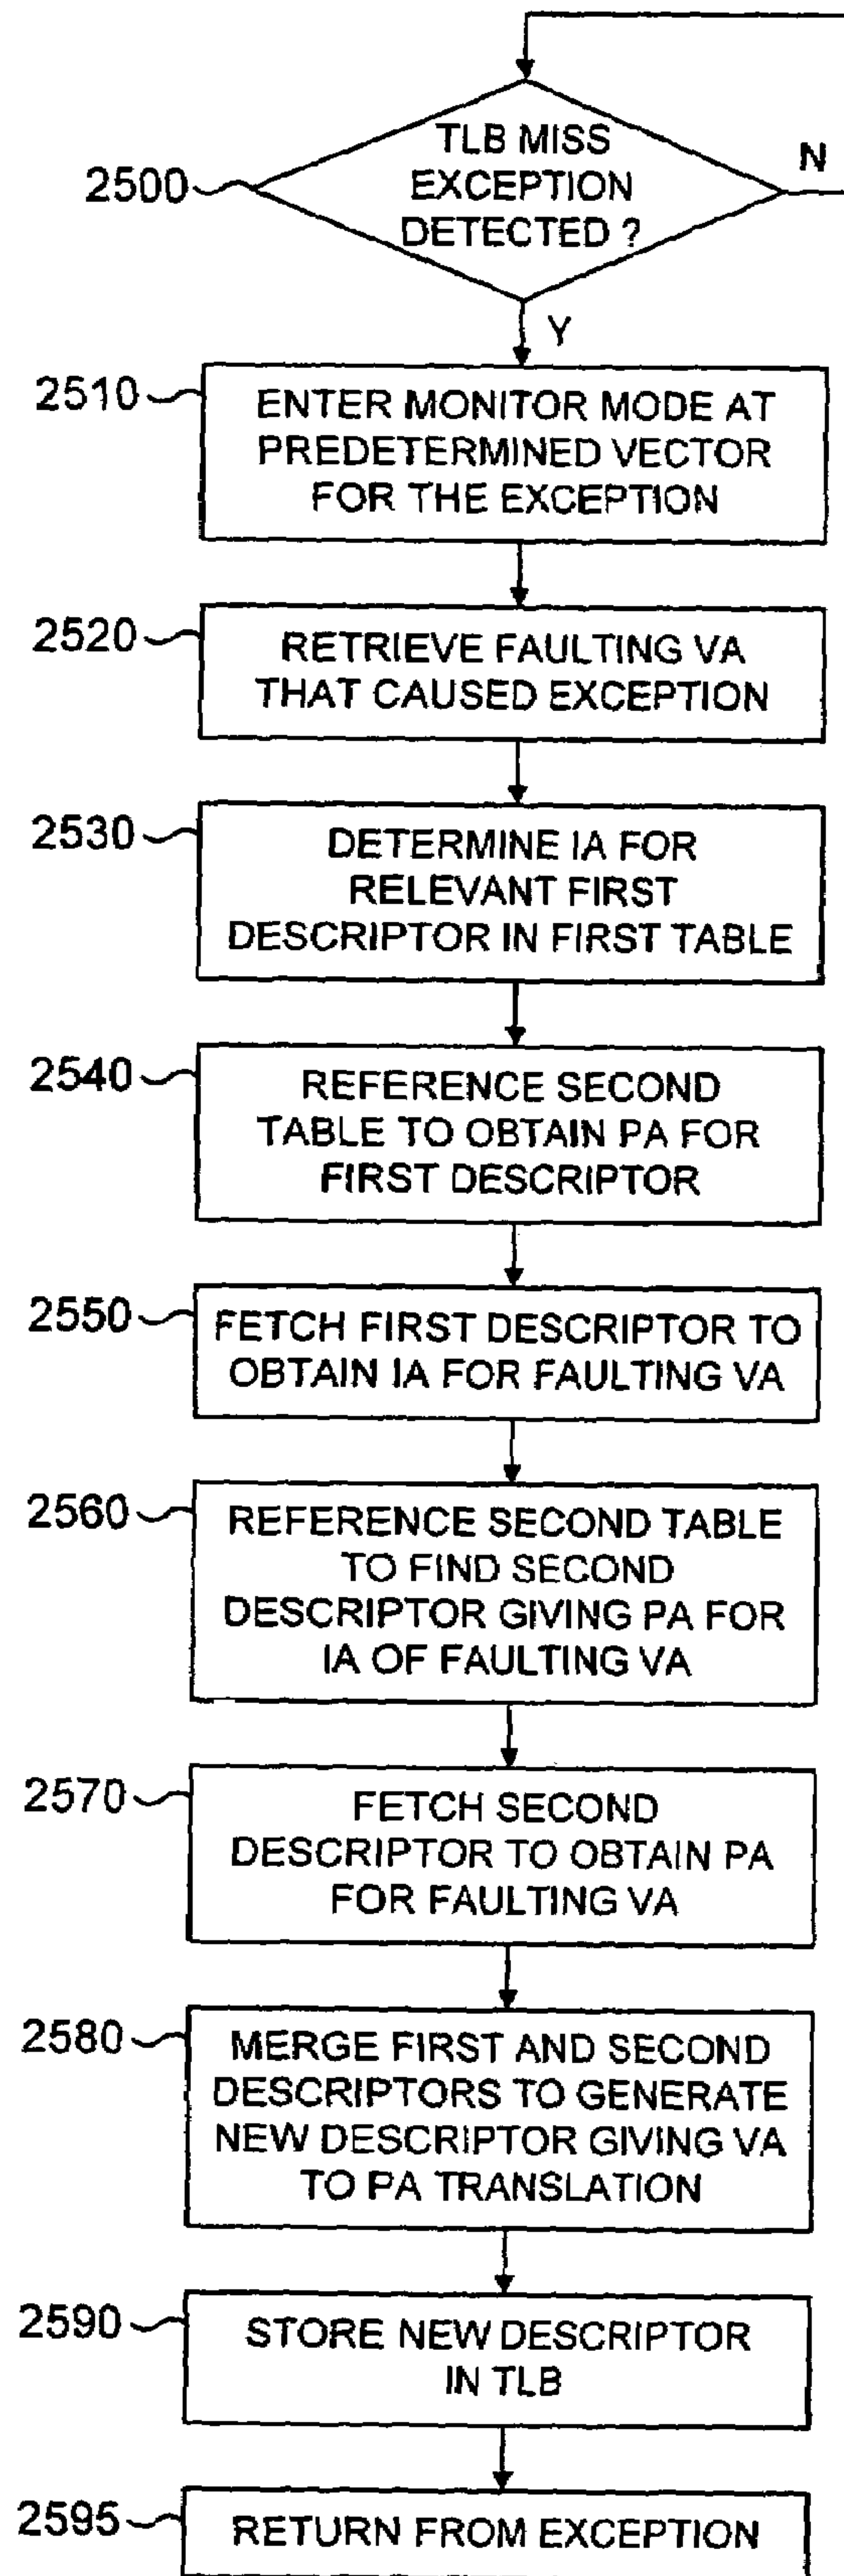 TLB MISS
EXCEPTION
DETECTED ?
N
2500
Y
2510
ENTER MONITOR MODE AT
PREDETERMINED VECTOR
FOR THE EXCEPTION
2520
RETRIEVE FAULTING VA
THAT CAUSED EXCEPTION
2530
DETERMINE IA FOR
RELEVANT FIRST
DESCRIPTOR IN FIRST TABLE
2540
REFERENCE SECOND
TABLE TO OBTAIN PA FOR
FIRST DESCRIPTOR
2550
FETCH FIRST DESCRIPTOR TO
OBTAIN IA FOR FAULTING VA
2560
REFERENCE SECOND TABLE
TO FIND SECOND
DESCRIPTOR GIVING PA FOR
IA OF FAULTING VA
2570
FETCH SECOND
DESCRIPTOR TO OBTAIN PA
FOR FAULTING VA
2580
MERGE FIRST AND SECOND
DESCRIPTORS TO GENERATE
NEW DESCRIPTOR GIVING VA
TO PA TRANSLATION
2590
STORE NEW DESCRIPTOR
IN TLB
2595
RETURN FROM EXCEPTION